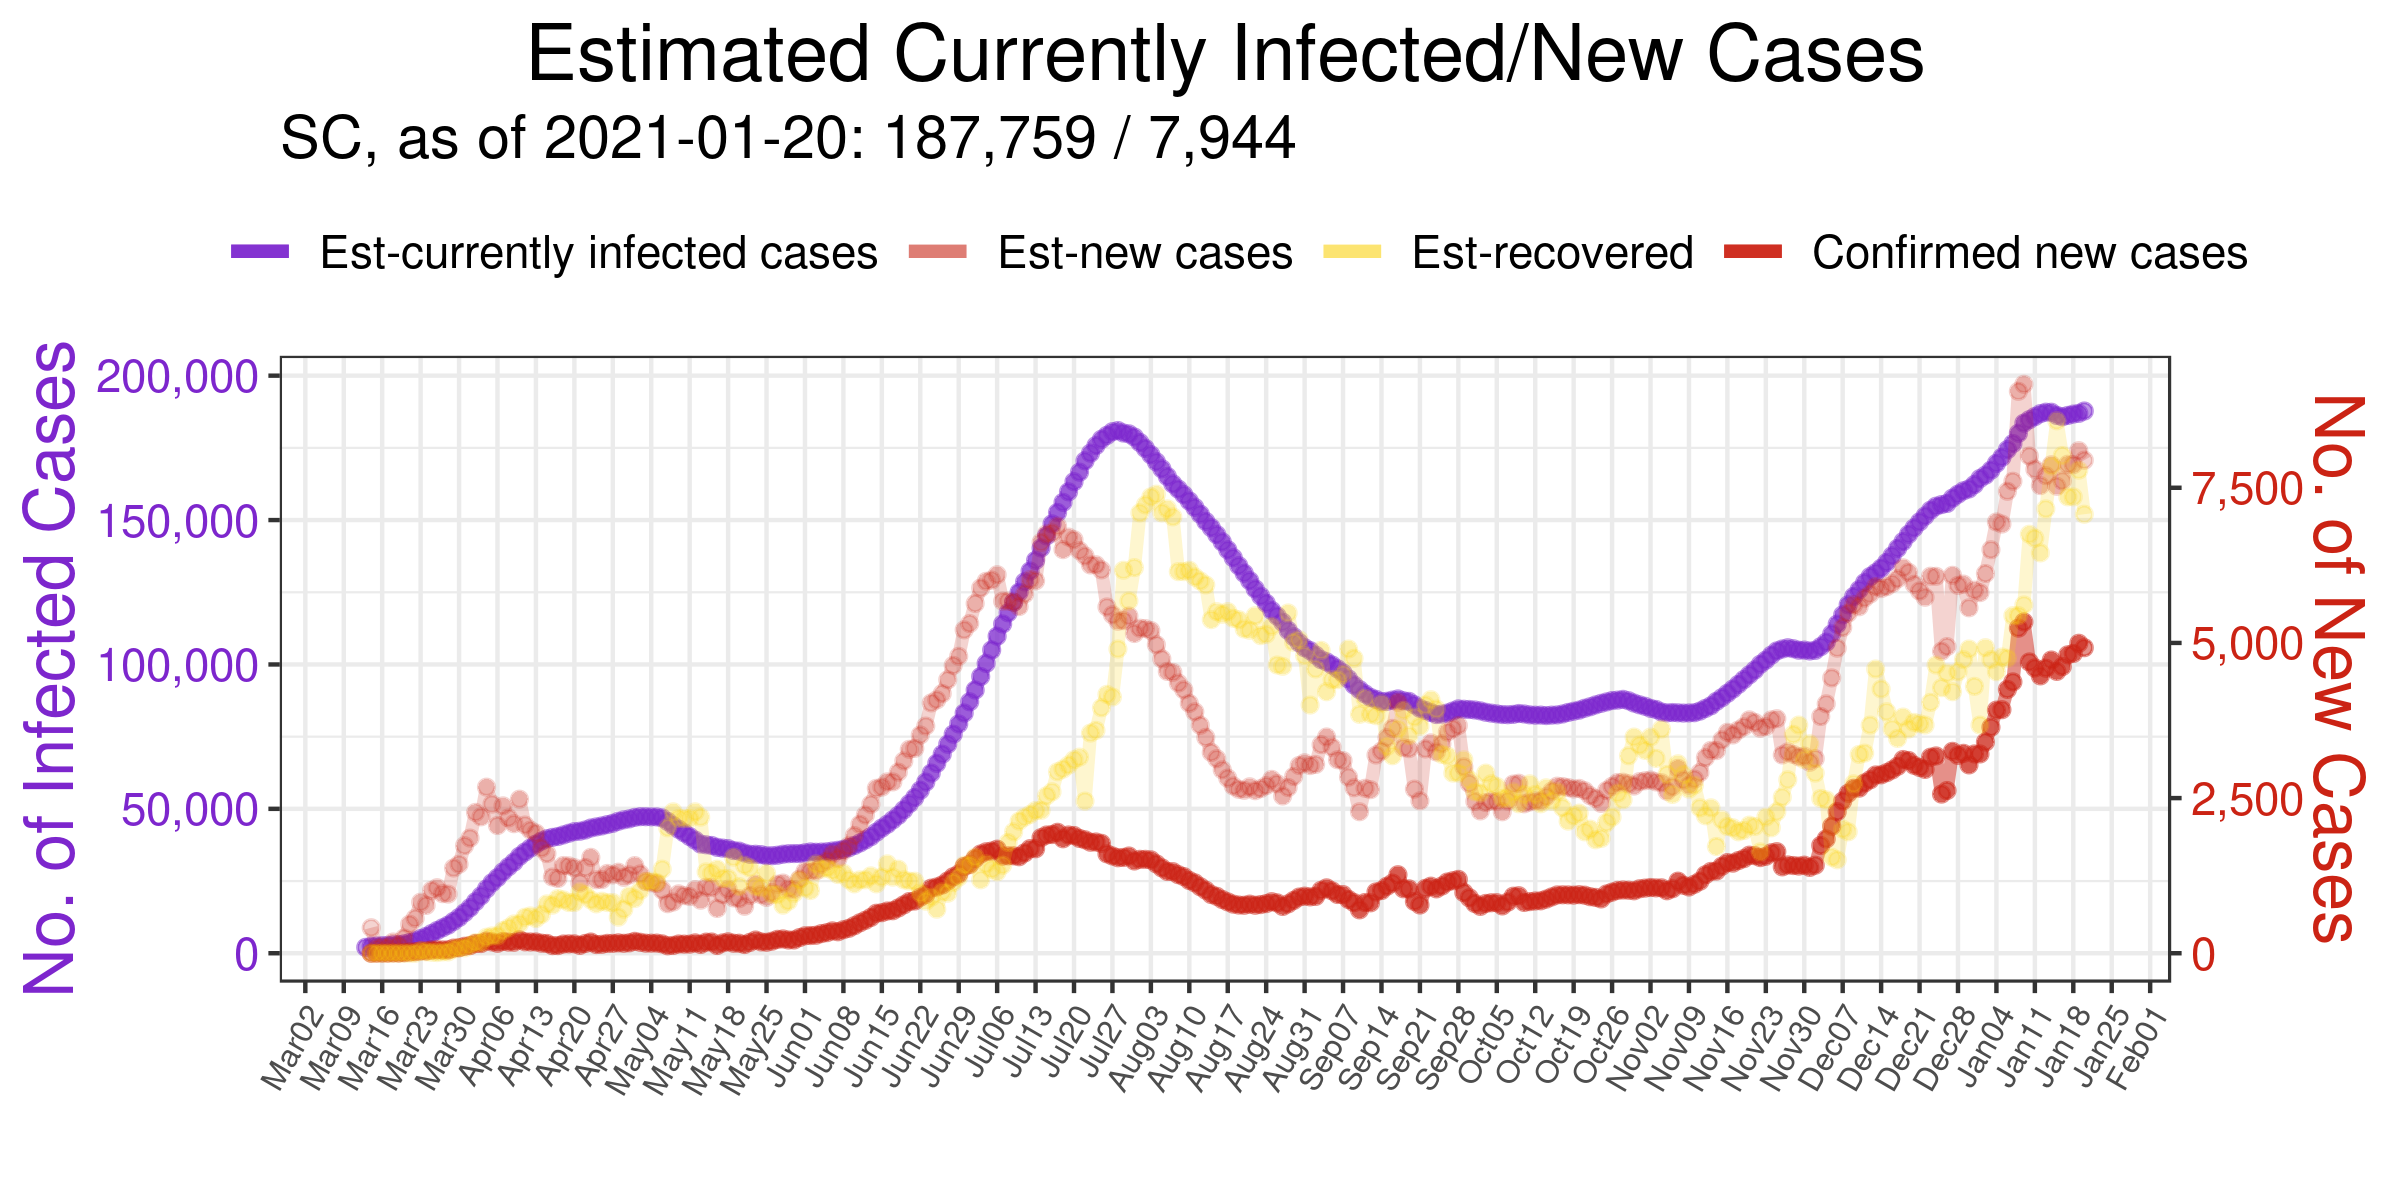 Estimated Currently Infected/New Cases
SC, as of 2021-01-20: 187,759 / 7,944
Est-currently infected cases
Est-new cases
Est-recovered
Confirmed new cases
No. of Infected Cases
200,000
150,000
100,000
50,000
0
7,500
5,000
2,500
0
No. of New Cases
Mar02
Mar09
Mar16
Mar23
Mar30
Apr06
Apr13
Apr20
Apr27
May04
May11
May18
May25
Jun01
Jun08
Jun15
Jun22
Jun29
Jul06
Jul13
Jul20
Jul27
Aug03
Aug10
Aug17
Aug24
Aug31
Sep07
Sep14
Sep21
Sep28
Oct05
Oct12
Oct19
Oct26
Nov02
Nov09
Nov16
Nov23
Nov30
Dec07
Dec14
Dec21
Dec28
Jan04
Jan11
Jan18
Jan25
Feb01